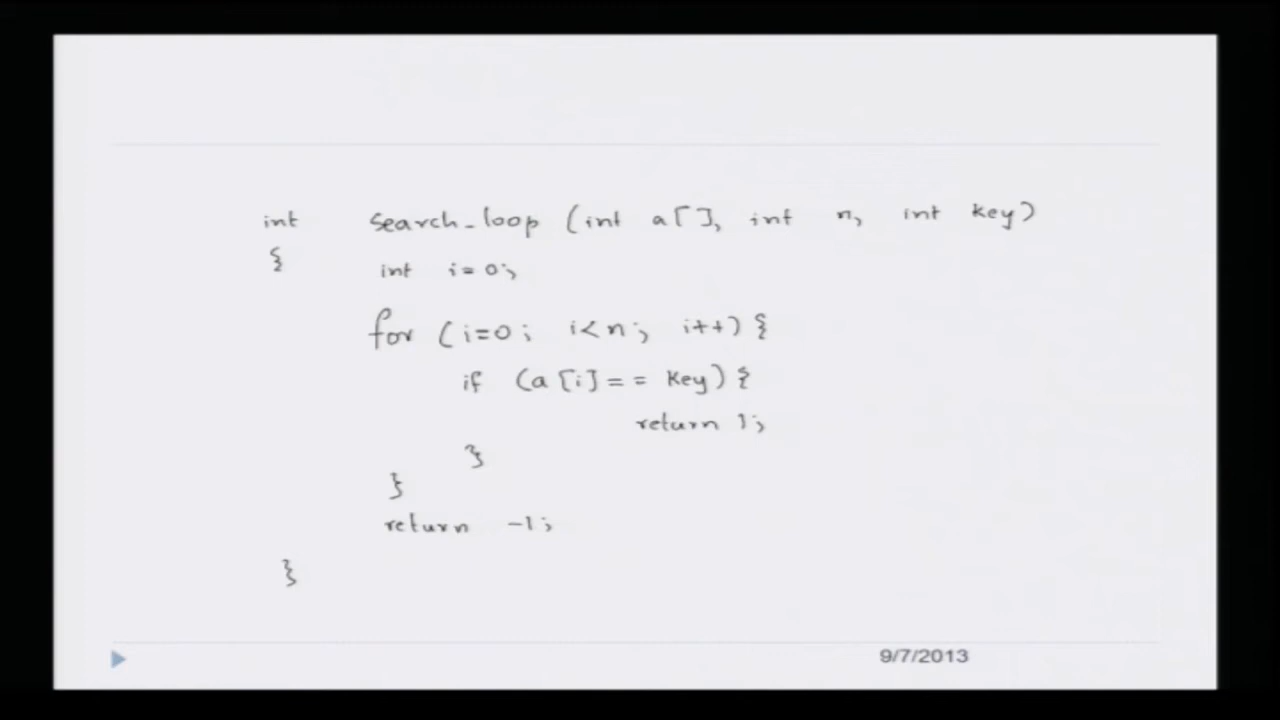 int search_loop (int a[], int n, int key)
{ int i=0;
for (i=0; i<n; i++) {
if (a[i]== key) {
return 1;
}
}
return -1;
}
9/7/2013